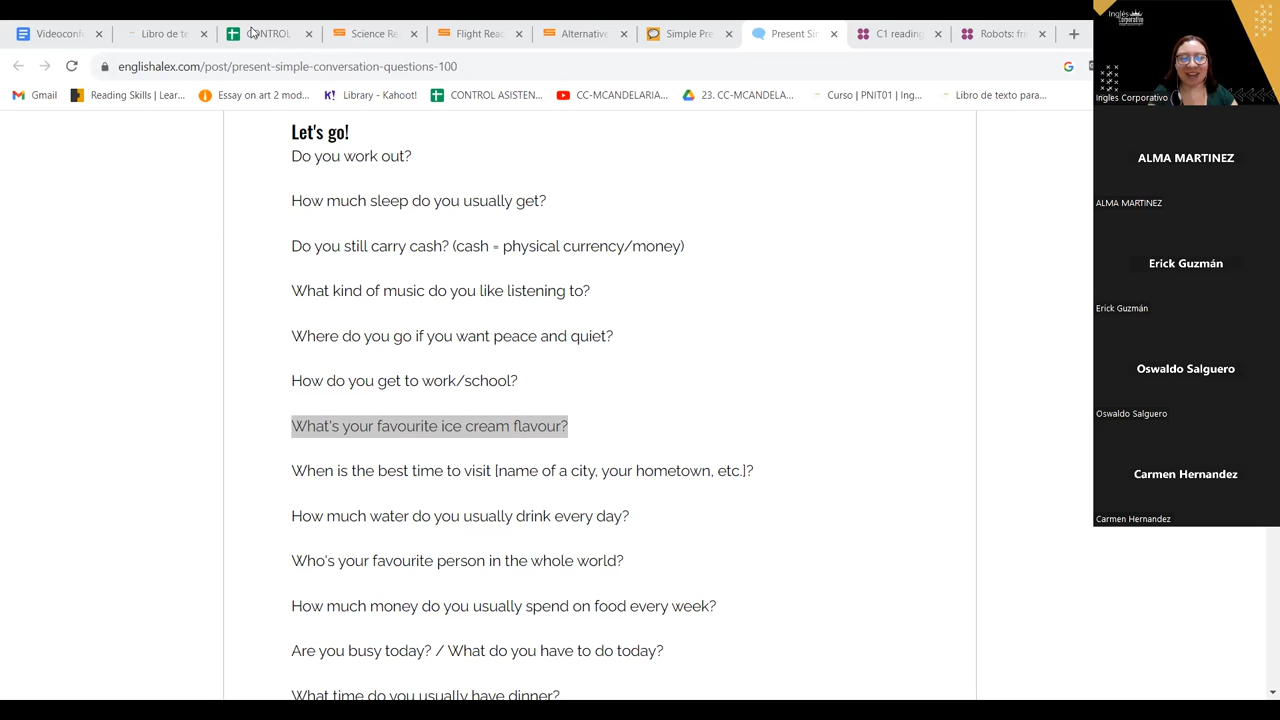 Videoconf
Libro de te
CONTROL
Science Re
Flight Reac
Alternative
Simple Pre
Present Sim
C1 reading
Robots: fri
englishalex.com/post/present-simple-conversation-questions-100
Gmail
Reading Skills | Lear...
Essay on art 2 mod...
Library - Ka
CONTROL ASISTEN...
CC-MCANDELARIA...
23. CC-MCANDELA...
Curso | PNIT01 | Ing...
Libro de texto para...
Let's go!
Do you work out?
How much sleep do you usually get?
Do you still carry cash? (cash = physical currency/money)
What kind of music do you like listening to?
Where do you go if you want peace and quiet?
How do you get to work/school?
What's your favourite ice cream flavour?
When is the best time to visit [name of a city, your hometown, etc.]?
How much water do you usually drink every day?
Who's your favourite person in the whole world?
How much money do you usually spend on food every week?
Are you busy today? / What do you have to do today?
What time do you usually have dinner?
Inglés
Corporativo
Ingles Corporativo
ALMA MARTINEZ
ALMA MARTINEZ
Erick Guzmán
Erick Guzmán
Oswaldo Salguero
Oswaldo Salguero
Carmen Hernandez
Carmen Hernandez